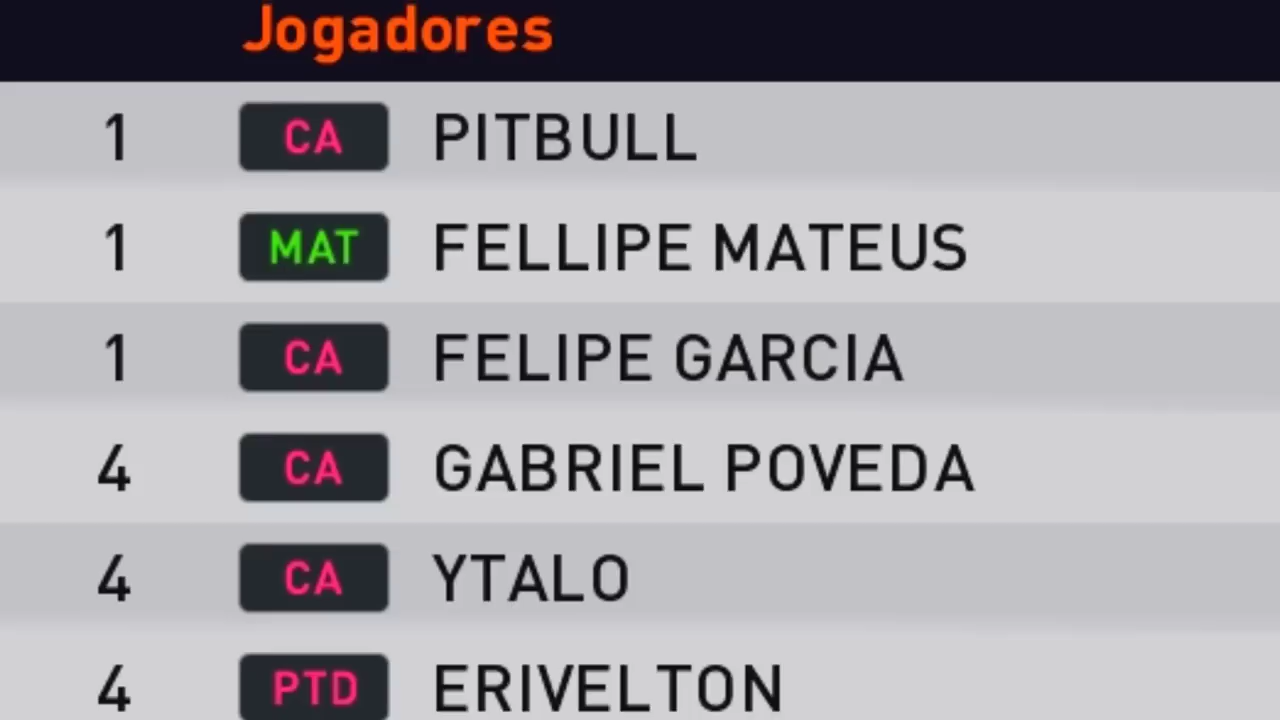 Jogadores
1 CA PITBULL
1 MAT FELLIPE MATEUS
1 CA FELIPE GARCIA
4 CA GABRIEL POVEDA
4 CA YTALO
4 PTD ERIVELTON